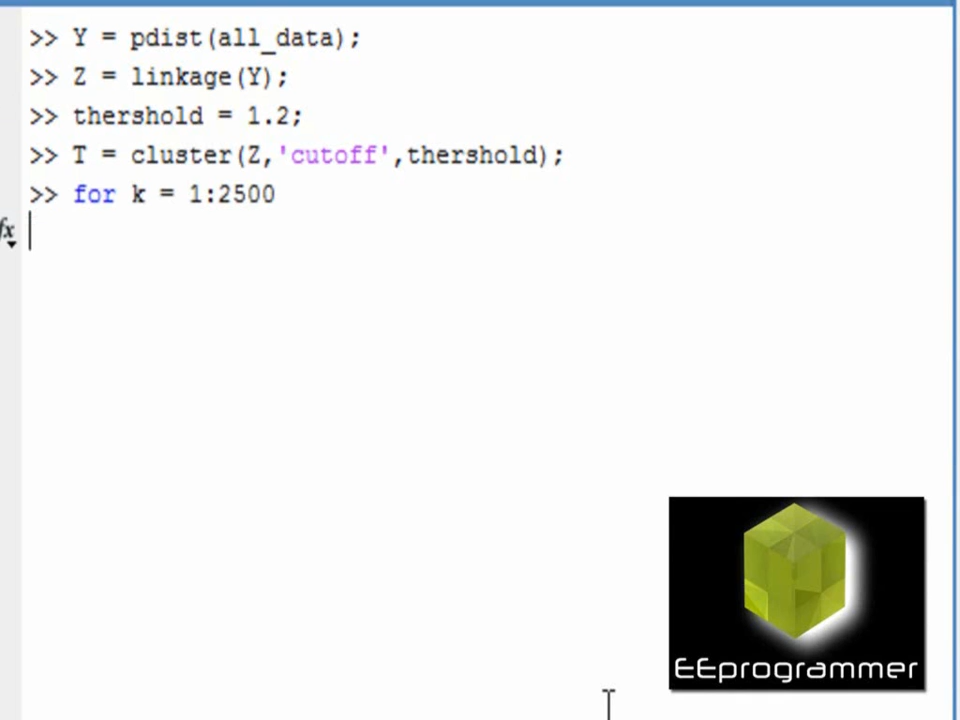 >> Y = pdist(all_data);
>> Z = linkage(Y);
>> thershold = 1.2;
>> T = cluster(Z,'cutoff',thershold);
>> for k = 1:2500
fx
EEprogrammer